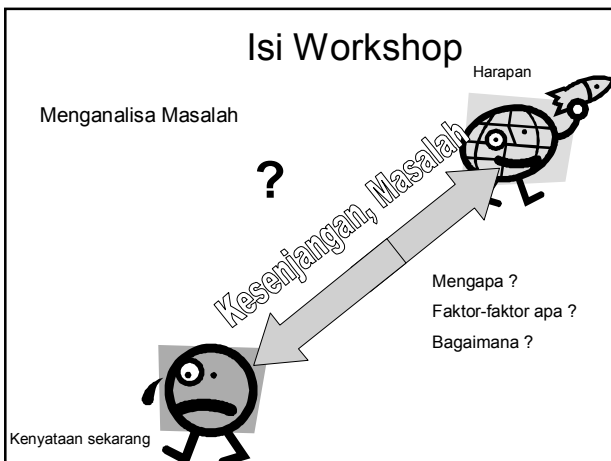 Isi Workshop
Harapan
Menganalisa Masalah
?
Kesenjangan, Masalah
Mengapa ?
Faktor-faktor apa ?
Bagaimana ?
Kenyataan sekarang